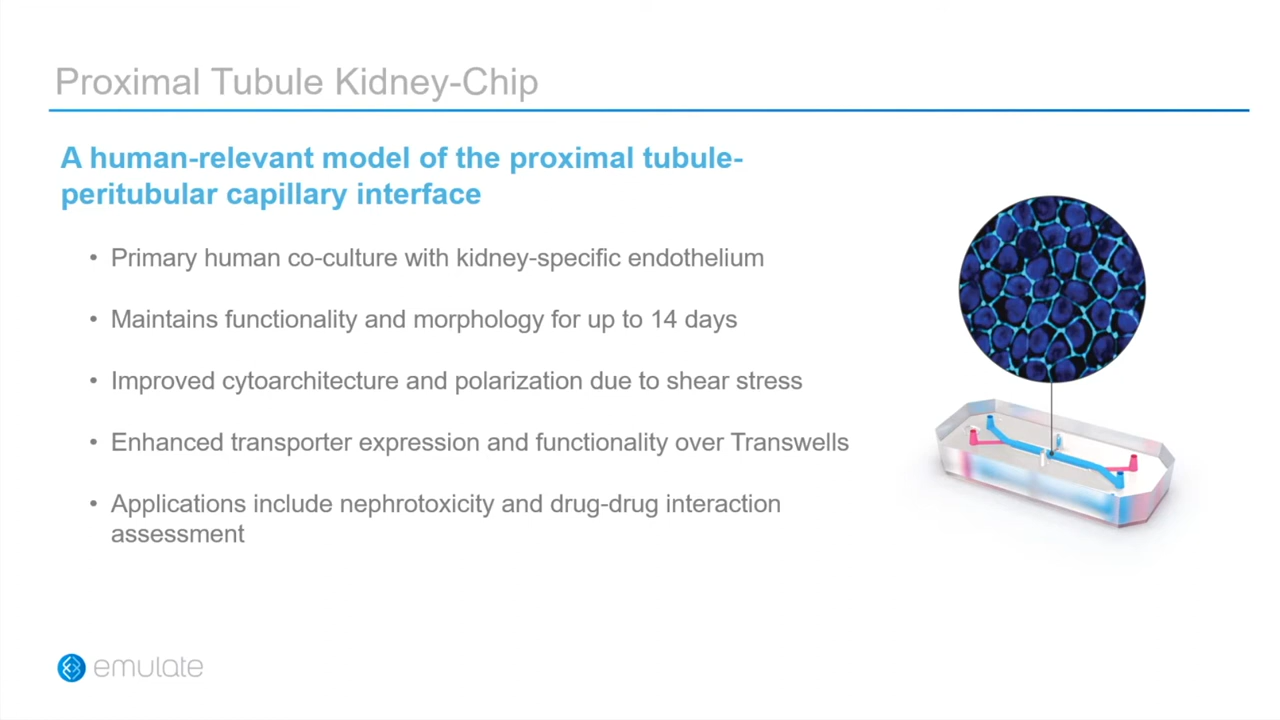 Proximal Tubule Kidney-Chip
A human-relevant model of the proximal tubule-
peritubular capillary interface
• Primary human co-culture with kidney-specific endothelium
• Maintains functionality and morphology for up to 14 days
• Improved cytoarchitecture and polarization due to shear stress
• Enhanced transporter expression and functionality over Transwells
• Applications include nephrotoxicity and drug-drug interaction
assessment
emulate